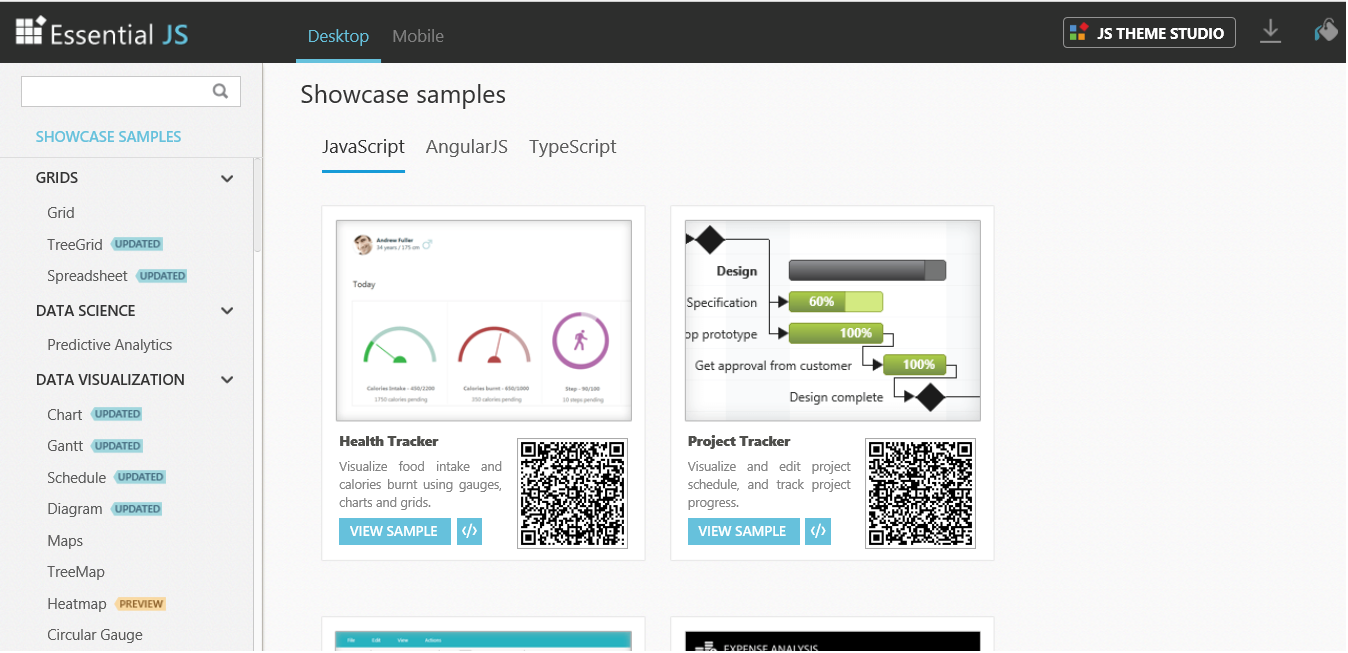 Essential JS
Desktop
Mobile
JS THEME STUDIO
SHOWCASE SAMPLES
GRIDS
Grid
TreeGrid UPDATED
Spreadsheet UPDATED
DATA SCIENCE
Predictive Analytics
DATA VISUALIZATION
Chart UPDATED
Gantt UPDATED
Schedule UPDATED
Diagram UPDATED
Maps
TreeMap
Heatmap PREVIEW
Circular Gauge
Showcase samples
JavaScript AngularJS TypeScript
Andrew Fuller
34 years / 175 cm
Today
Calories Intake - 450/2200
1750 calories pending
Calories burnt - 650/1000
350 calories pending
Step - 90/100
10 steps pending
Health Tracker
Visualize food intake and
calories burnt using gauges,
charts and grids.
VIEW SAMPLE </>
Design
Specification 60%
op prototype 100%
Get approval from customer 100%
Design complete
Project Tracker
Visualize and edit project
schedule, and track project
progress.
VIEW SAMPLE </>
File Edit View Actions
EXPENSE ANALYSIS